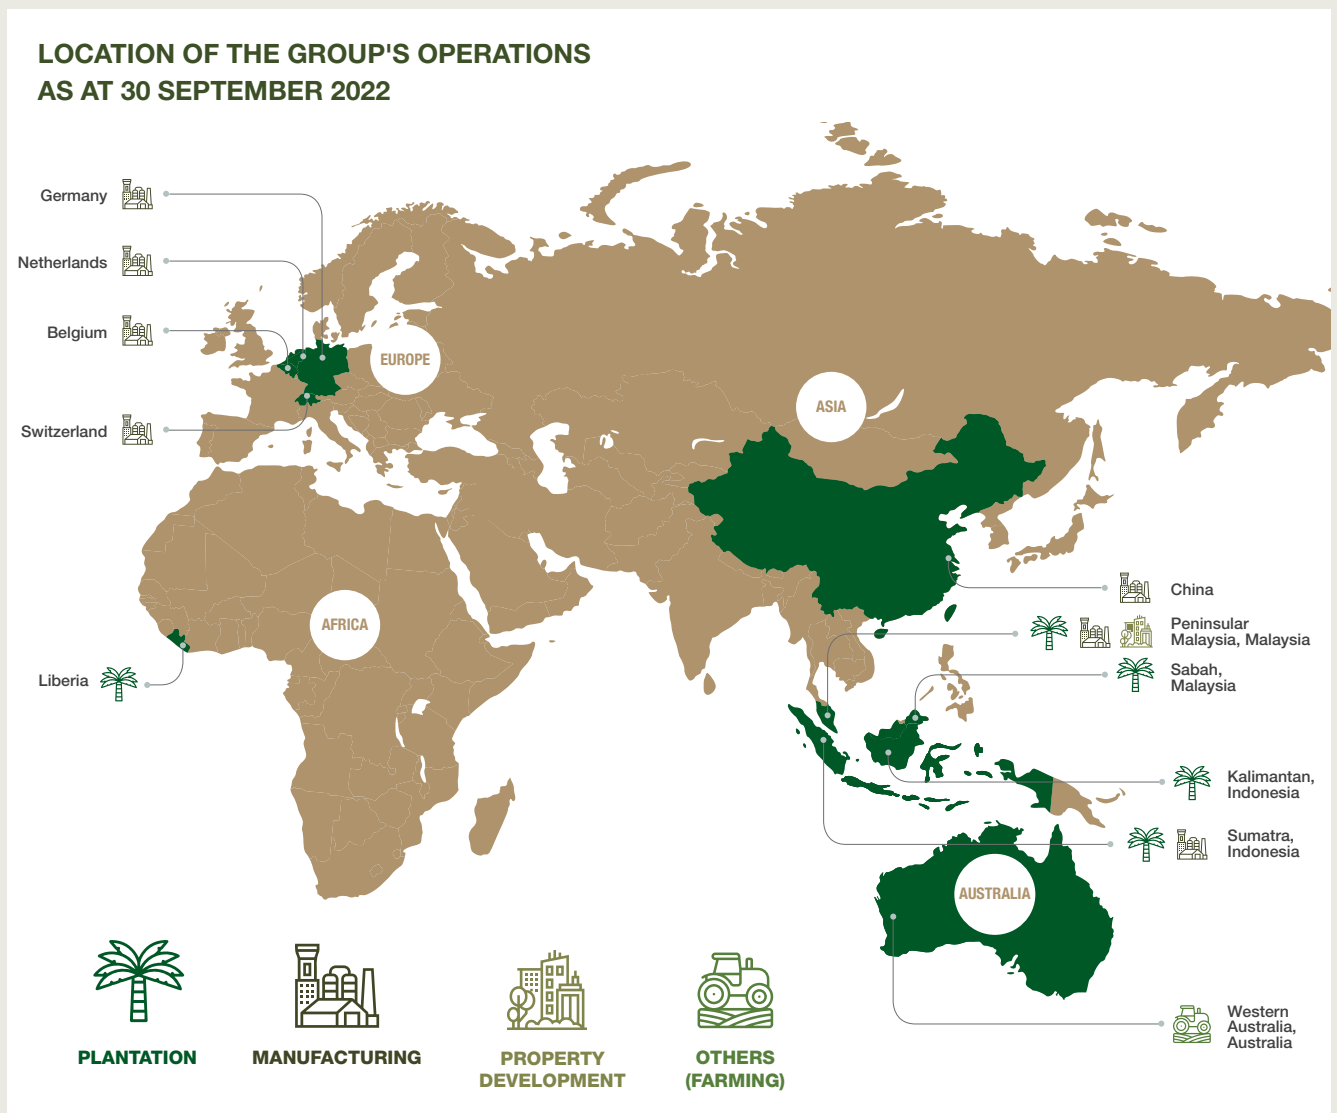 LOCATION OF THE GROUP'S OPERATIONS
AS AT 30 SEPTEMBER 2022
Germany
Netherlands
Belgium
Switzerland
Liberia
EUROPE
ASIA
AFRICA
AUSTRALIA
China
Peninsular
Malaysia, Malaysia
Sabah,
Malaysia
Kalimantan,
Indonesia
Sumatra,
Indonesia
Western
Australia,
Australia
PLANTATION
MANUFACTURING
PROPERTY
DEVELOPMENT
OTHERS
(FARMING)